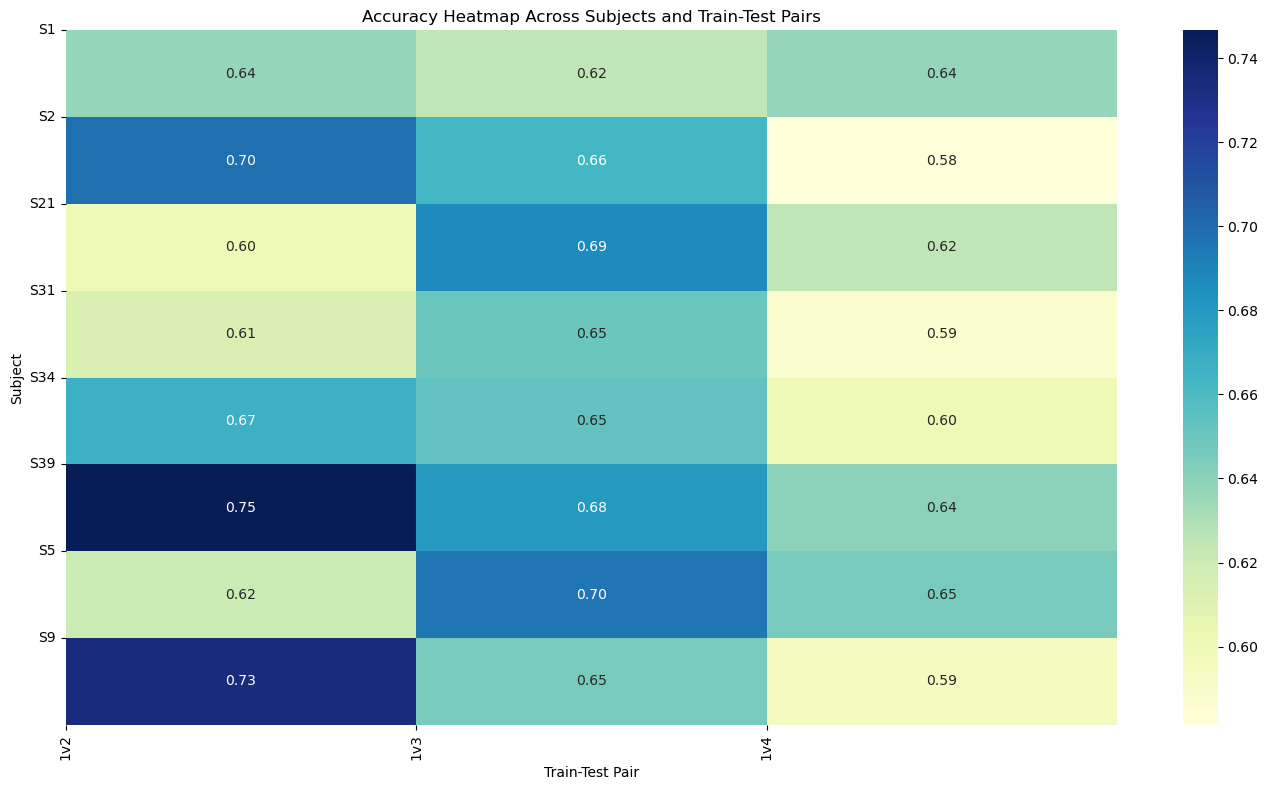 Accuracy Heatmap Across Subjects and Train-Test Pairs
S1
0.64 0.62 0.64
S2
0.70 0.66 0.58
S21
0.60 0.69 0.62
S31
0.61 0.65 0.59
S34
0.67 0.65 0.60
S39
0.75 0.68 0.64
S5
0.62 0.70 0.65
S9
0.73 0.65 0.59
Subject
1v2 1v3 1v4
Train-Test Pair
0.74
0.72
0.70
0.68
0.66
0.64
0.62
0.60